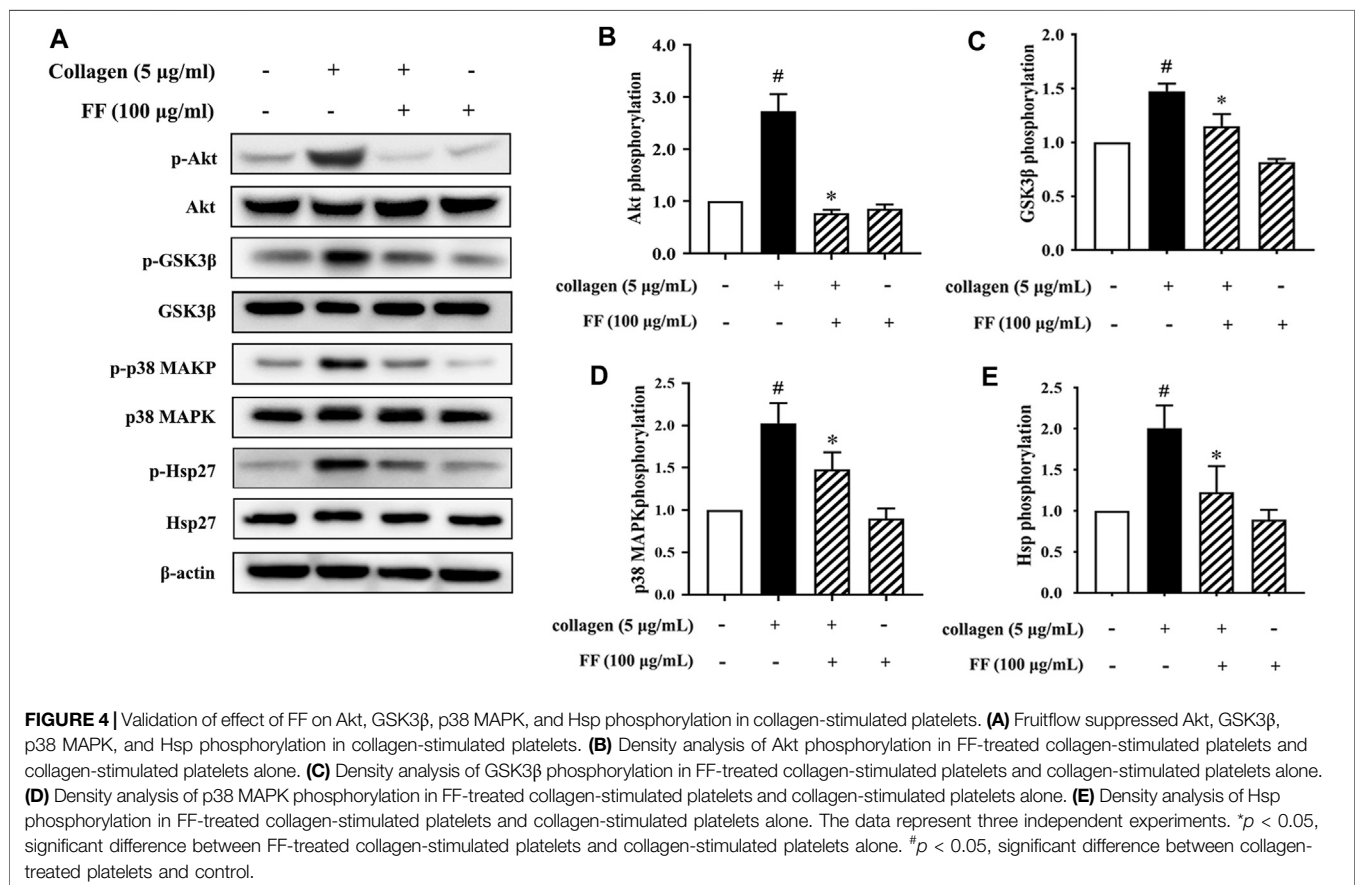 A
Collagen (5 µg/ml) - + + -
FF (100 µg/ml) - - + +
p-Akt
Akt
p-GSK3β
GSK3β
p-p38 MAKP
p38 MAPK
p-Hsp27
Hsp27
β-actin
B
Akt phosphorylation
4.0
3.0
2.0
1.0
0.0
#
*
collagen (5 µg/mL) - + + -
FF (100 µg/mL) - - + +
C
GSK3β phosphorylation
2.0
1.5
1.0
0.5
0.0
#
*
- + + -
- - + +
D
p38 MAPKphosphorylation
2.5
2.0
1.5
1.0
0.5
0.0
#
*
collagen (5 µg/mL) - + + -
FF (100 µg/mL) - - + +
E
Hsp phosphorylation
2.5
2.0
1.5
1.0
0.5
0.0
#
*
collagen (5 µg/mL) - + + -
FF (100 µg/mL) - - + +
FIGURE 4 | Validation of effect of FF on Akt, GSK3β, p38 MAPK, and Hsp phosphorylation in collagen-stimulated platelets. (A) Fruitflow suppressed Akt, GSK3β,
p38 MAPK, and Hsp phosphorylation in collagen-stimulated platelets. (B) Density analysis of Akt phosphorylation in FF-treated collagen-stimulated platelets and
collagen-stimulated platelets alone. (C) Density analysis of GSK3β phosphorylation in FF-treated collagen-stimulated platelets and collagen-stimulated platelets alone.
(D) Density analysis of p38 MAPK phosphorylation in FF-treated collagen-stimulated platelets and collagen-stimulated platelets alone. (E) Density analysis of Hsp
phosphorylation in FF-treated collagen-stimulated platelets and collagen-stimulated platelets alone. The data represent three independent experiments. *p < 0.05,
significant difference between FF-treated collagen-stimulated platelets and collagen-stimulated platelets alone. #p < 0.05, significant difference between collagen-
treated platelets and control.